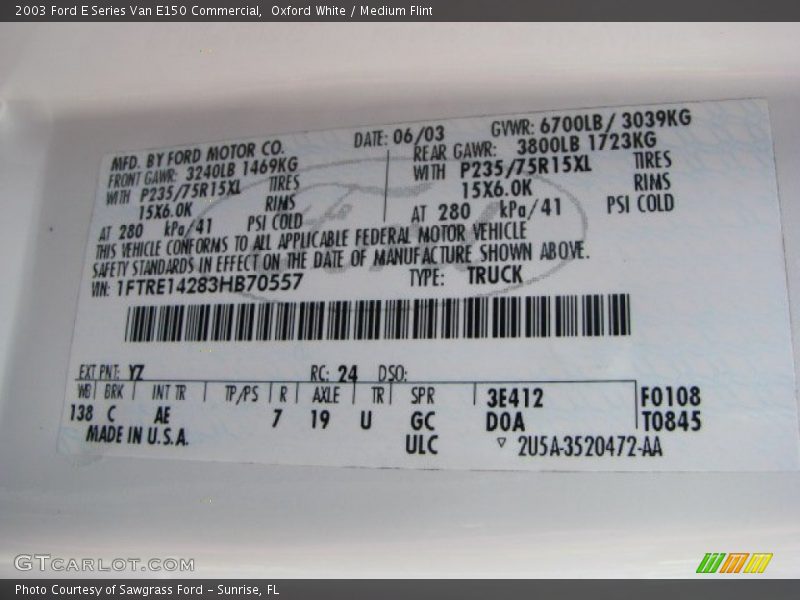 2003 Ford E Series Van E150 Commercial,  Oxford White / Medium Flint
MFD. BY FORD MOTOR CO. DATE: 06/03 GVWR: 6700LB/ 3039KG
FRONT GAWR: 3240LB 1469KG REAR GAWR: 3800LB 1723KG
WITH P235/75R15XL TIRES WITH P235/75R15XL TIRES
15X6.0K RIMS 15X6.0K RIMS
AT 280 kPa/41 PSI COLD AT 280 kPa/41 PSI COLD
THIS VEHICLE CONFORMS TO ALL APPLICABLE FEDERAL MOTOR VEHICLE
SAFETY STANDARDS IN EFFECT ON THE DATE OF MANUFACTURE SHOWN ABOVE.
VIN: 1FTRE14283HB70557 TYPE: TRUCK
EXT PNT: YZ RC: 24 DSO:
WB BRK INT TR TP/PS R AXLE TR SPR 3E412 F0108
138 C AE 7 19 U GC D0A T0845
MADE IN U.S.A. ULC ▽ 2U5A-3520472-AA
GTCARLOT.COM
Photo Courtesy of Sawgrass Ford - Sunrise, FL